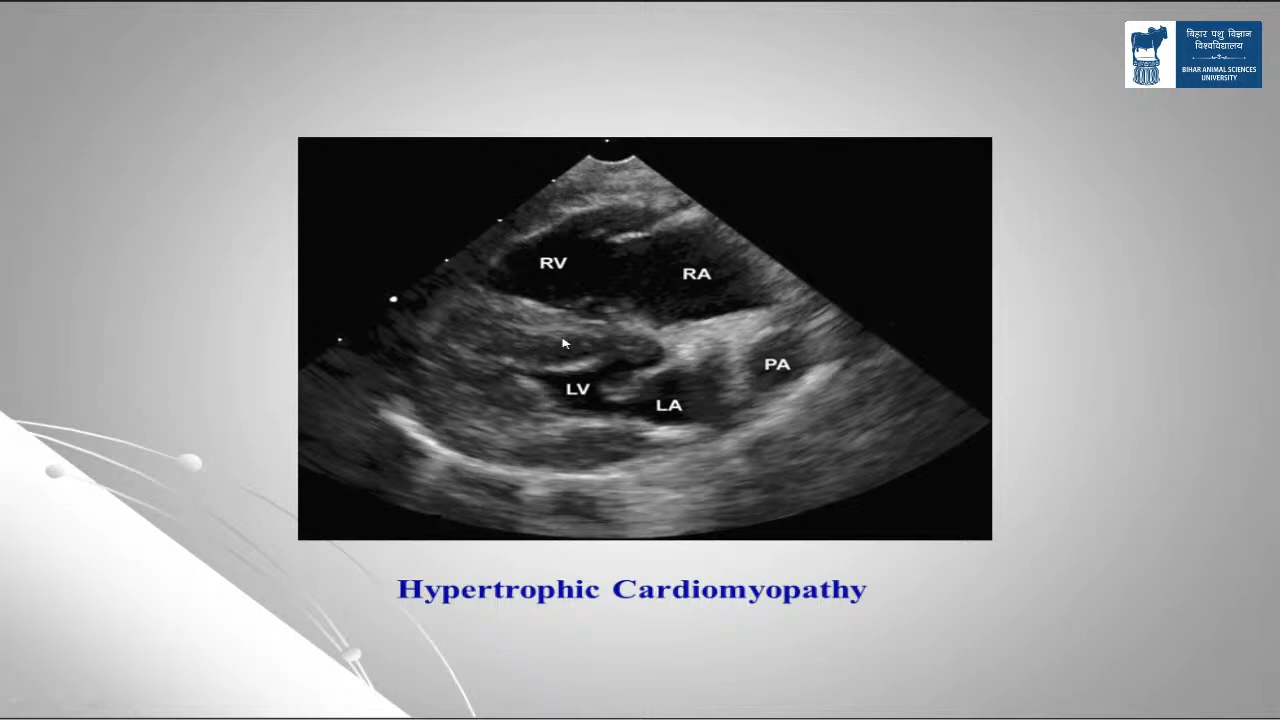 बिहार पशु विज्ञान
विश्वविद्यालय
BIHAR ANIMAL SCIENCES
UNIVERSITY
RV
RA
PA
LV
LA
Hypertrophic Cardiomyopathy